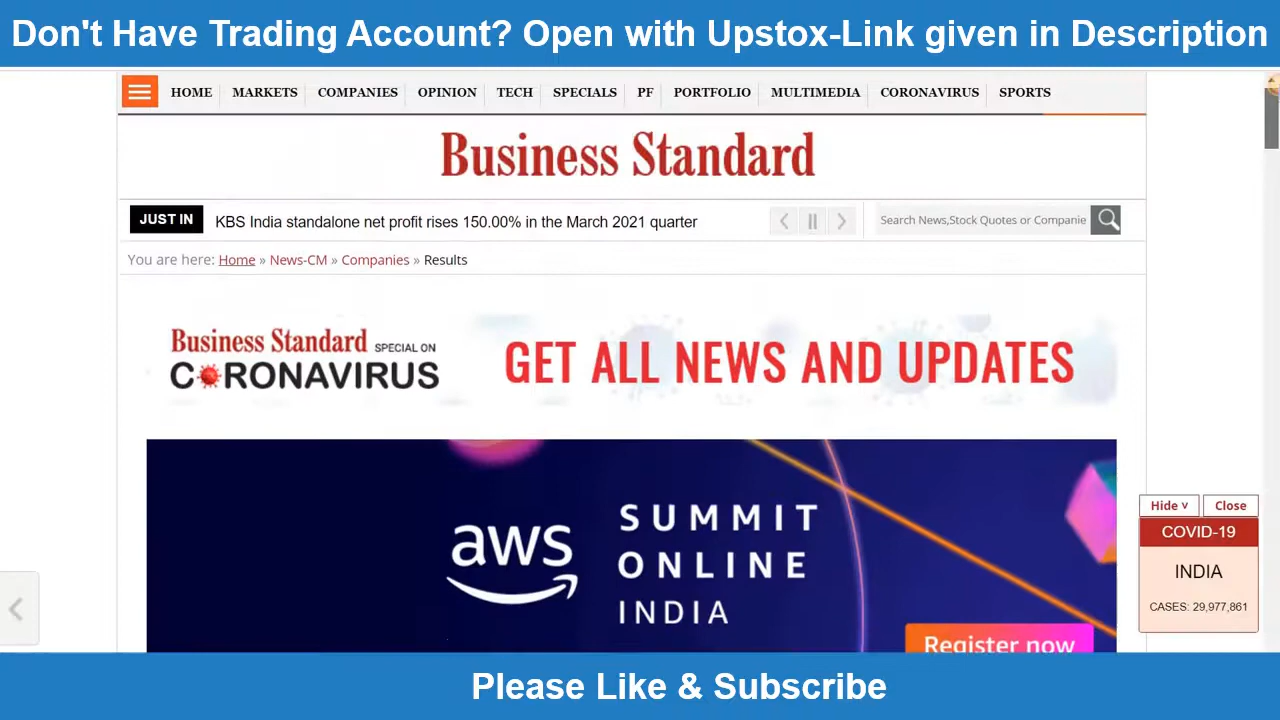 Don't Have Trading Account? Open with Upstox-Link given in Description
HOME MARKETS COMPANIES OPINION TECH SPECIALS PF PORTFOLIO MULTIMEDIA CORONAVIRUS SPORTS
Business Standard
JUST IN KBS India standalone net profit rises 150.00% in the March 2021 quarter
Search News,Stock Quotes or Companie
You are here: Home » News-CM » Companies » Results
Business Standard SPECIAL ON
CORONAVIRUS
GET ALL NEWS AND UPDATES
aws
SUMMIT
ONLINE
INDIA
Register now
Hide v Close
COVID-19
INDIA
CASES: 29,977,861
Please Like & Subscribe